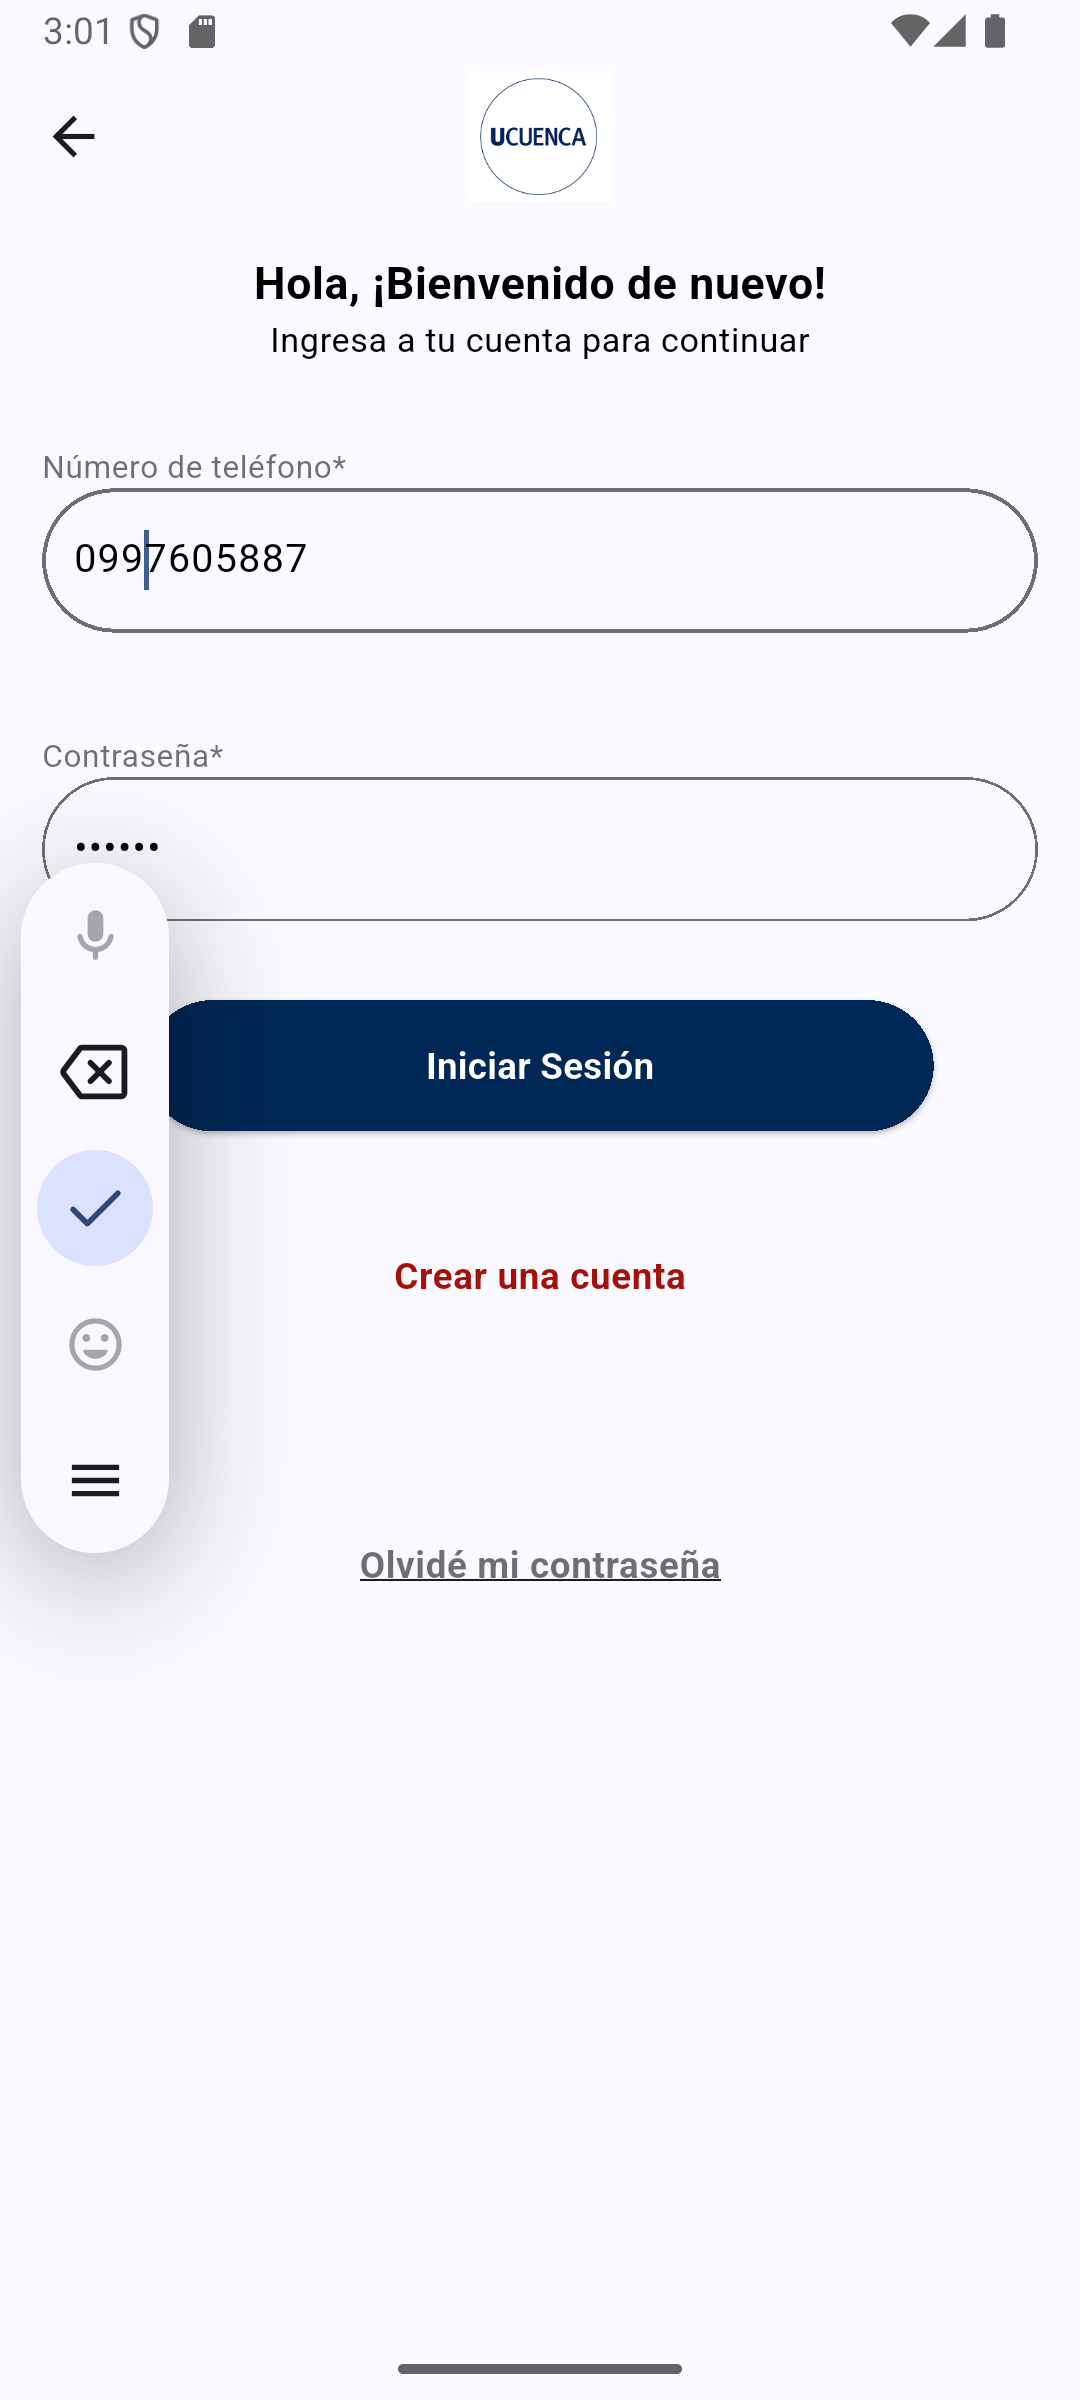 3:01
UCUENCA
Hola, ¡Bienvenido de nuevo!
Ingresa a tu cuenta para continuar
Número de teléfono*
0997605887
Contraseña*
••••••
Iniciar Sesión
Crear una cuenta
Olvidé mi contraseña